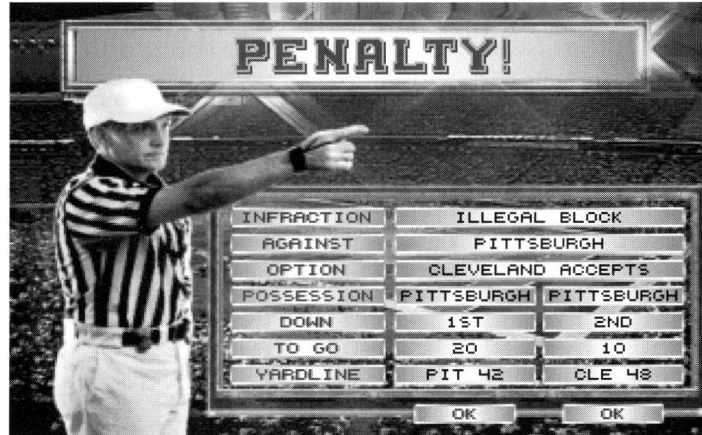 PENALTY!
INFRACTION ILLEGAL BLOCK
AGAINST PITTSBURGH
OPTION CLEVELAND ACCEPTS
POSSESSION PITTSBURGH PITTSBURGH
DOWN 1ST 2ND
TO GO 20 10
YARDLINE PIT 42 CLE 48
OK OK